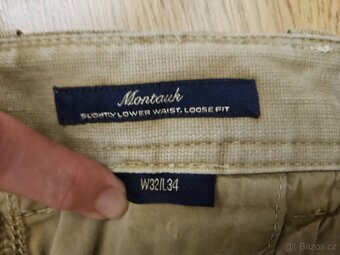 Montauk
SLIGHTLY LOWER WAIST, LOOSE FIT
W32/L34
Bazos.cz